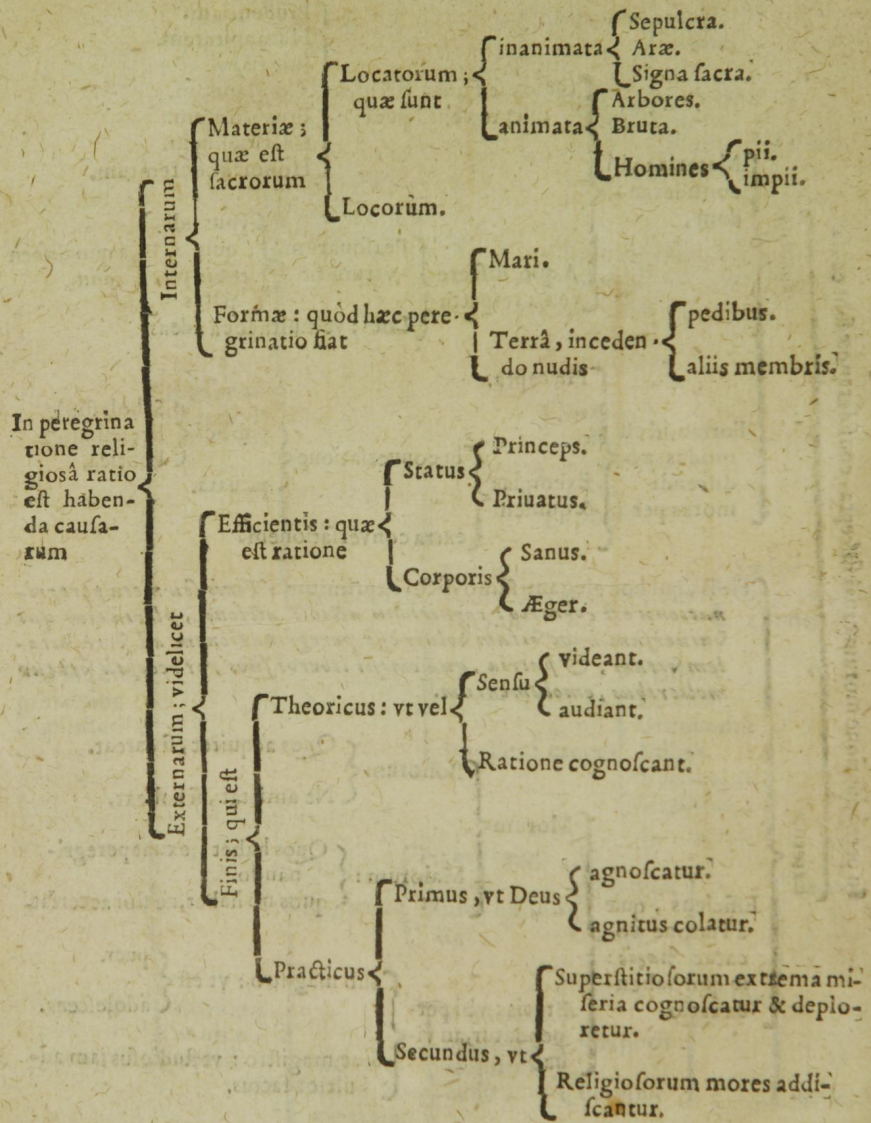 In peregrina
tione reli-
giosâ ratio
est haben-
da causa-
rum
Internarum
Materiæ ;
quæ est
sacrorum
Locatorum ;
quæ sunt
inanimata
Sepulcra.
Aræ.
Signa sacra.
animata
Arbores.
Bruta.
Homines
pii.
impii.
Locorùm.
Formæ : quòd hæc pere-
grinatio fiat
Mari.
Terrâ , inceden-
do nudis
pedibus.
aliis membris.
Externarum ; videlicet
Efficientis : quæ
est ratione
Status
Princeps.
Priuatus.
Corporis
Sanus.
Æger.
Finis ; qui est
Theoricus : vt vel
Sensu
videant.
audiant.
Ratione cognoscant.
Practicus
Primus , vt Deus
agnoscatur.
agnitus colatur.
Secundus , vt
Superstitiosorum extrema mi-
seria cognoscatur & deplo-
retur.
Religiosorum mores addi-
scantur.